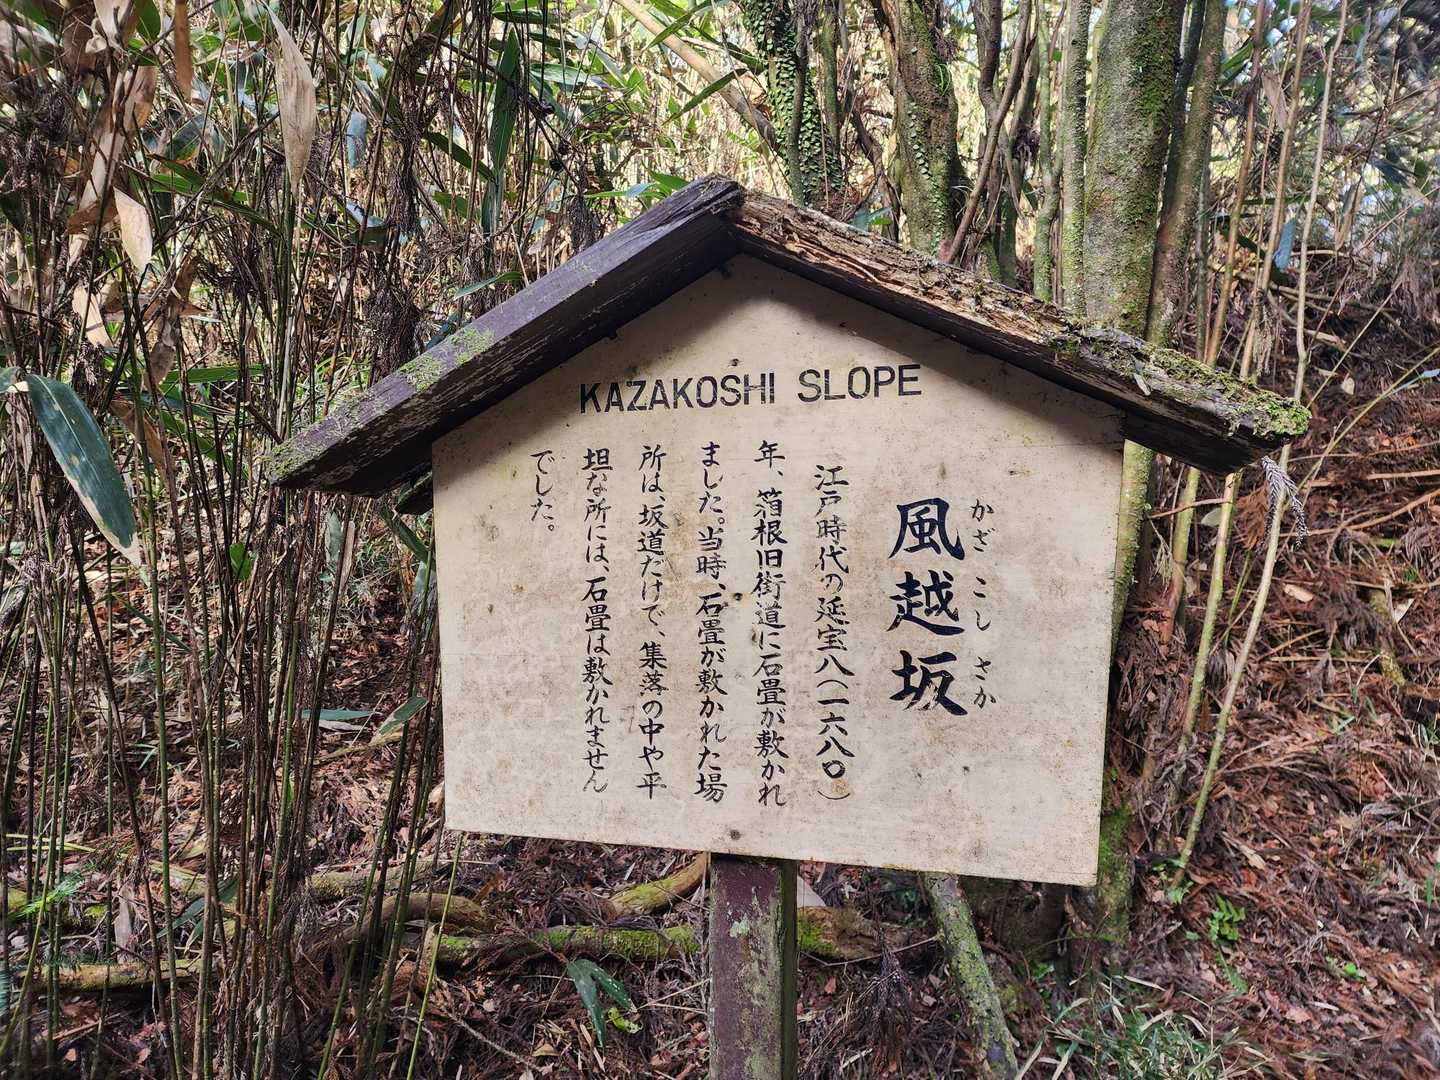 KAZAKOSHI SLOPE
かざこしさか
風越坂
江戸時代の延宝八(一六八〇)
年、箱根旧街道に石畳が敷かれ
ました。当時、石畳が敷かれた場
所は、坂道だけで、集落の中や平
坦な所には、石畳は敷かれません
でした。